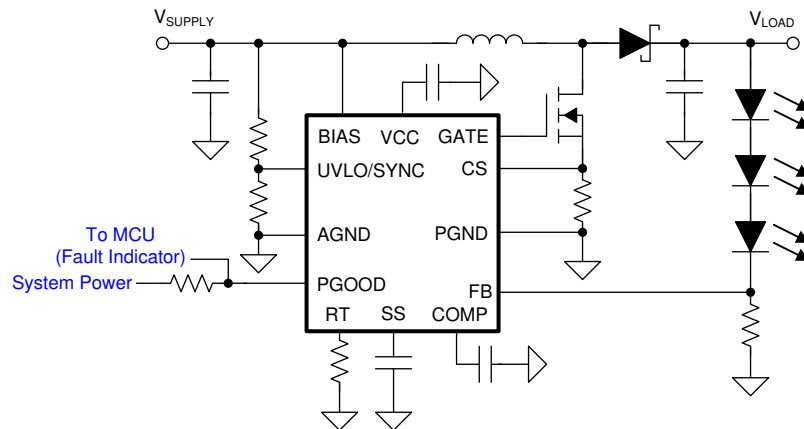 VSUPPLY
VLOAD
BIAS
VCC
GATE
UVLO/SYNC
CS
AGND
PGND
To MCU
(Fault Indicator)
System Power
PGOOD
FB
RT
SS
COMP